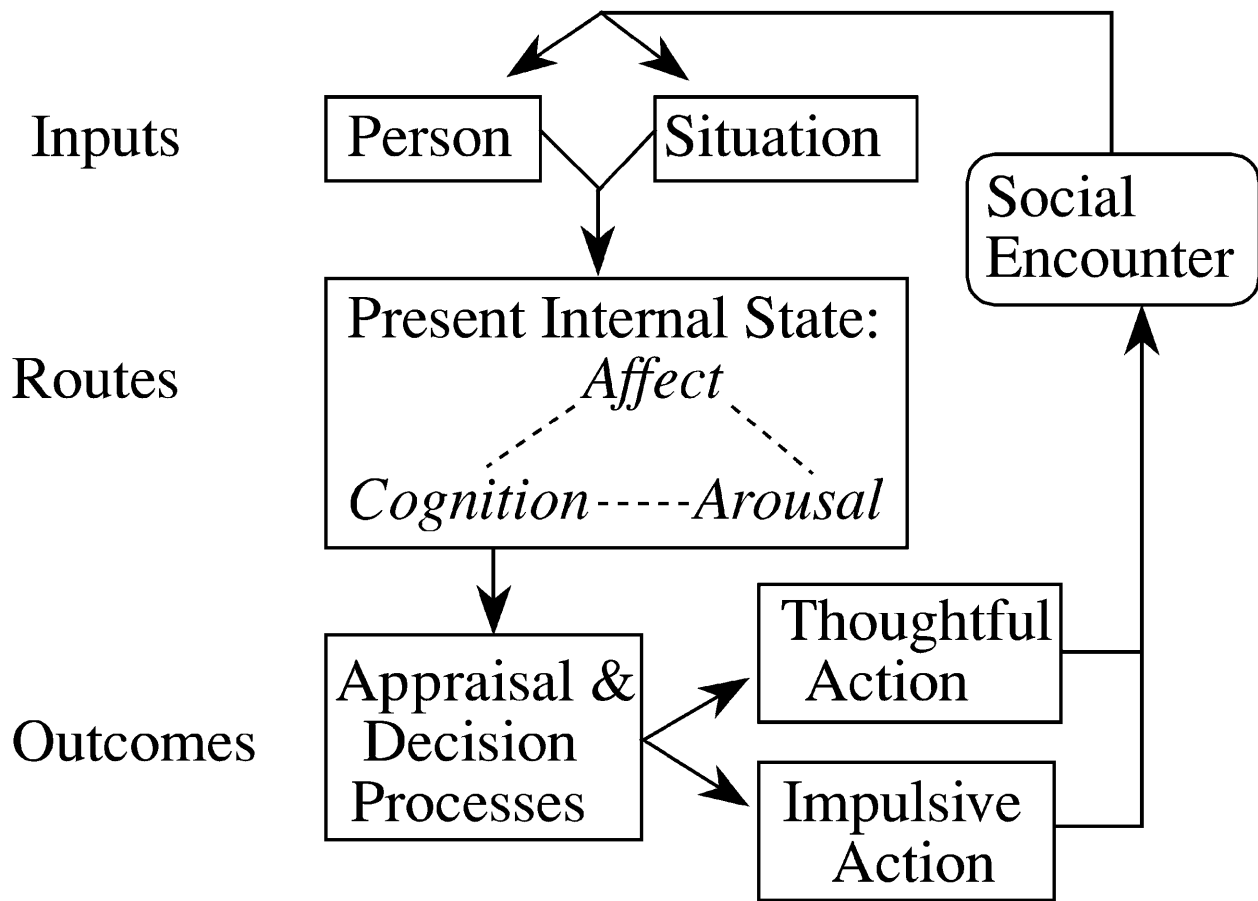 Inputs
Person
Situation
Social
Encounter
Routes
Present Internal State:
Affect
Cognition
Arousal
Outcomes
Appraisal &
Decision
Processes
Thoughtful
Action
Impulsive
Action